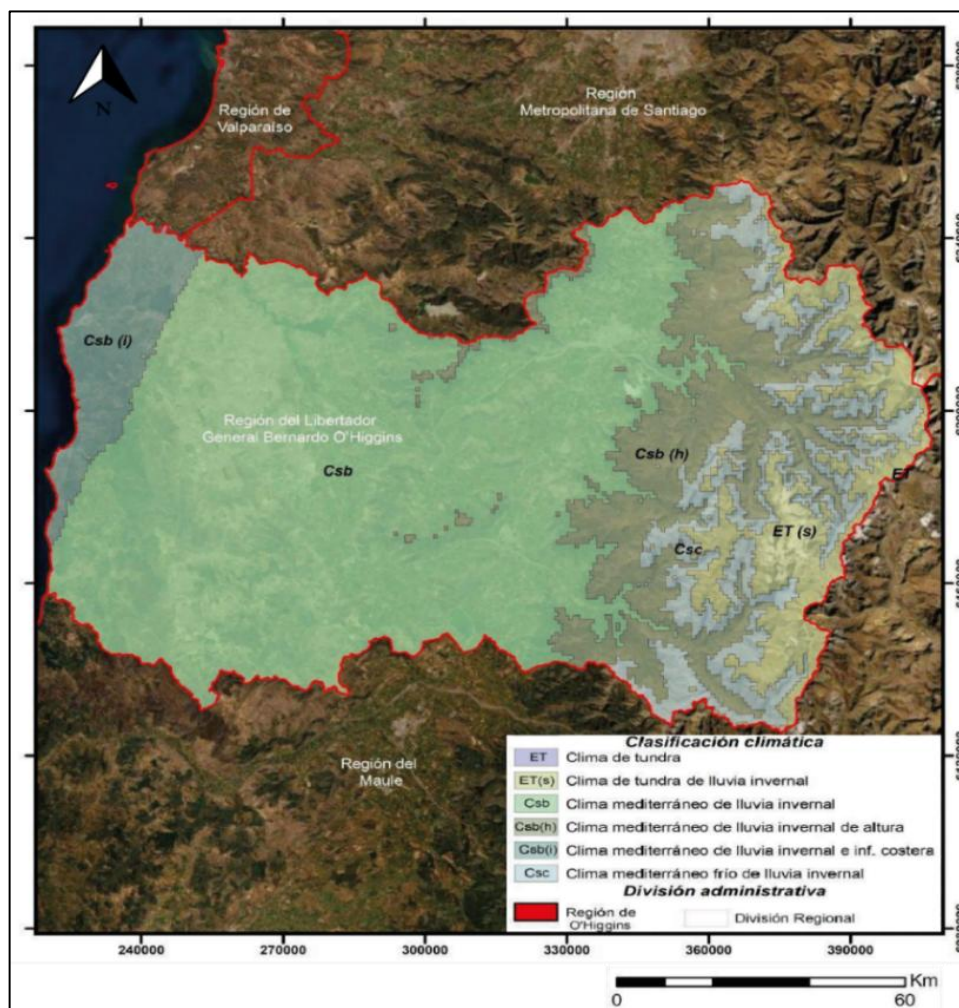 N
Región de
Valparaíso
Región
Metropolitana de Santiago
Csb (i)
Región del Libertador
General Bernardo O'Higgins
Csb
Csb (h)
ET
Csc
ET (s)
Región del
Maule
Clasificación climática
ET Clima de tundra
ET(s) Clima de tundra de lluvia invernal
Csb Clima mediterráneo de lluvia invernal
Csb(h) Clima mediterráneo de lluvia invernal de altura
Csb(i) Clima mediterráneo de lluvia invernal e inf. costera
Csc Clima mediterráneo frío de lluvia invernal
División administrativa
Región de
O'Higgins
División Regional
240000 270000 300000 330000 360000 390000
Km
0 60